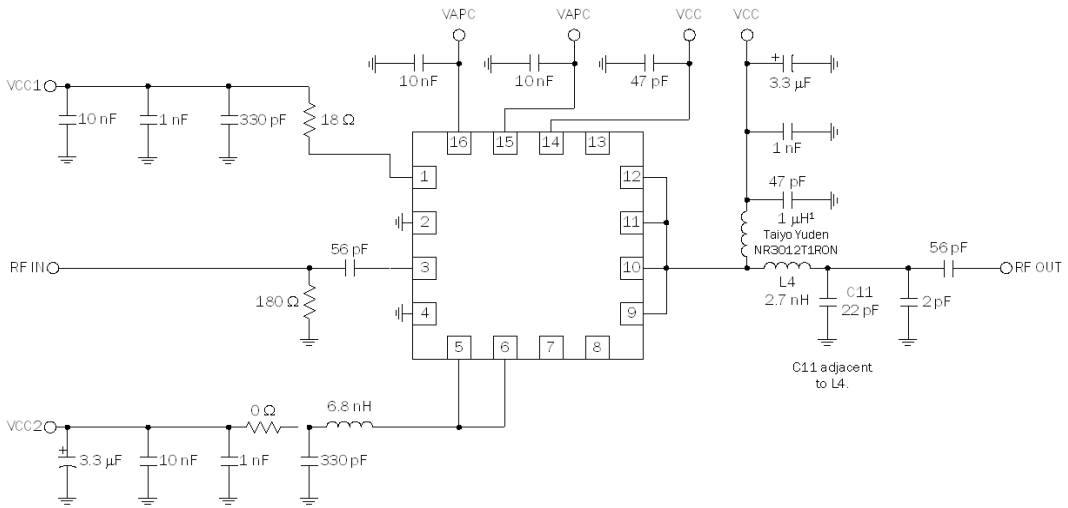 VAPC
VAPC
VCC
VCC
10 nF
10 nF
47 pF
+
3.3 µF
VCC1
10 nF
1 nF
330 pF
18 Ω
1 nF
16
15
14
13
1
12
47 pF
2
11
1 µH¹
Taiyo Yuden
NR3012T1RON
RF IN
56 pF
3
10
56 pF
RF OUT
180 Ω
4
9
L4
2.7 nH
C11
22 pF
2 pF
5
6
7
8
C11 adjacent
to L4.
VCC2
0 Ω
6.8 nH
+
3.3 µF
10 nF
1 nF
330 pF